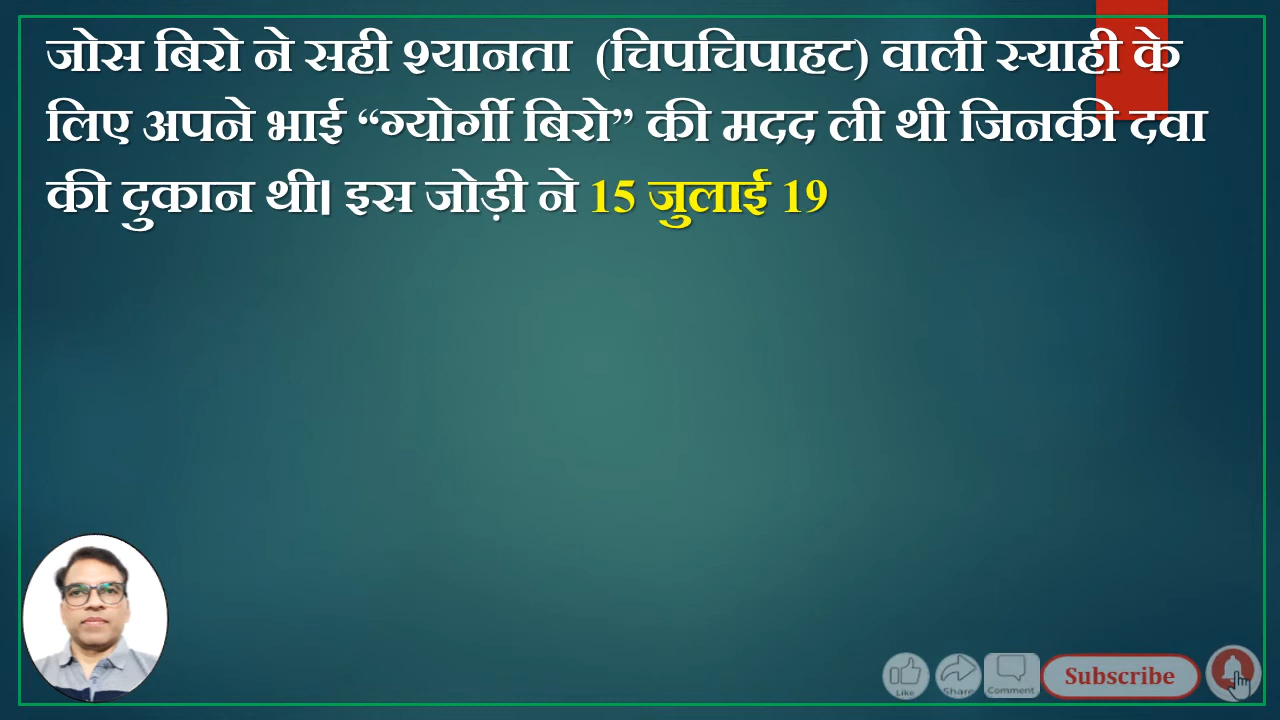 जोस बिरो ने सही श्यानता (चिपचिपाहट) वाली स्याही के
लिए अपने भाई “ग्योर्गी बिरो” की मदद ली थी जिनकी दवा
की दुकान थी| इस जोड़ी ने 15 जुलाई 19
Like
Share
Comment
Subscribe